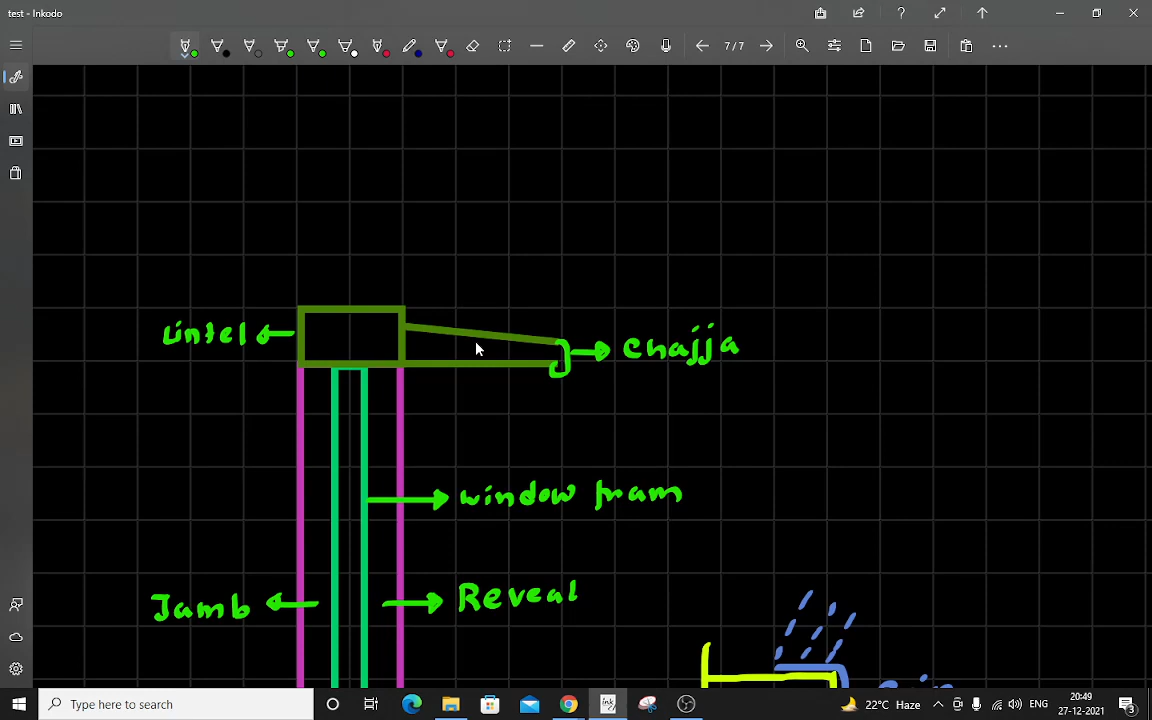 test - Inkodo
7/7
Lintel
Chajja
window fram
Jamb
Reveal
Type here to search
22°C Haze
ENG
20:49
27-12-2021
3